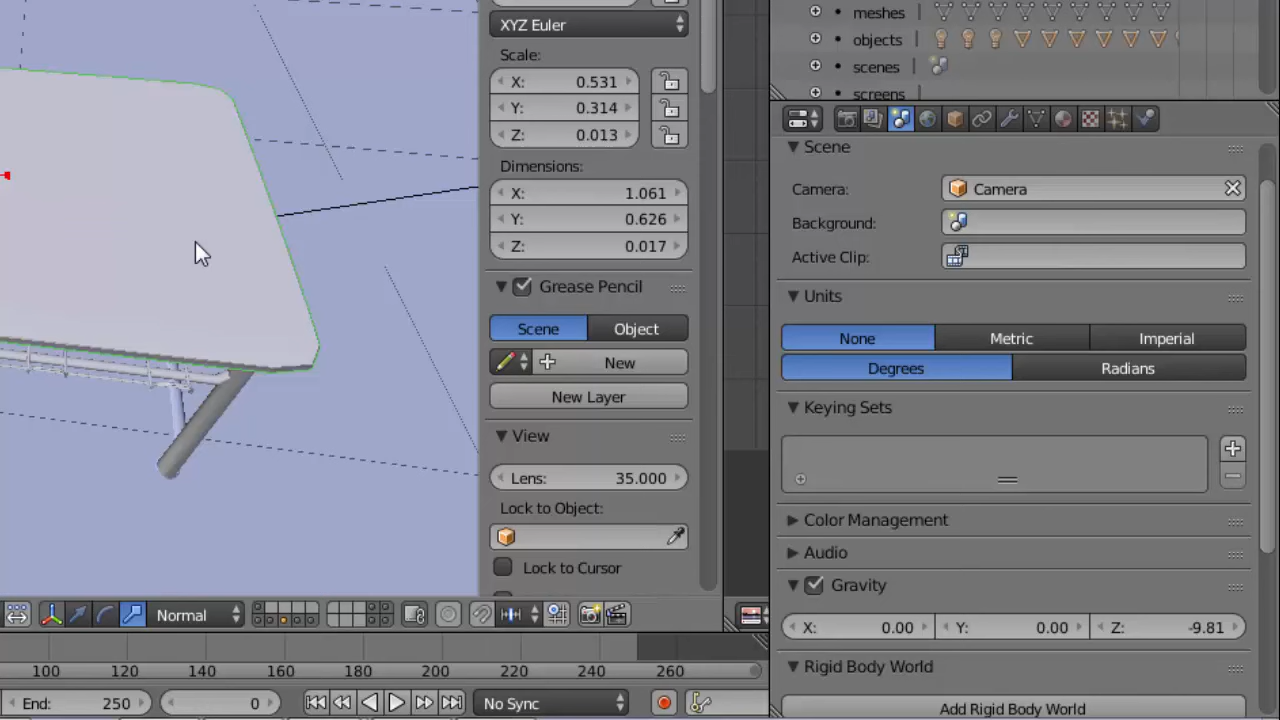 XYZ Euler
Scale:
X: 0.531
Y: 0.314
Z: 0.013
Dimensions:
X: 1.061
Y: 0.626
Z: 0.017
Grease Pencil
Scene Object
New
New Layer
View
Lens: 35.000
Lock to Object:
Lock to Cursor
Normal
100 120 140 160 180 200 220 240 260
End: 250 0 No Sync
meshes
objects
scenes
screens
Scene
Camera: Camera
Background:
Active Clip:
Units
None Metric Imperial
Degrees Radians
Keying Sets
Color Management
Audio
Gravity
X: 0.00 Y: 0.00 Z: -9.81
Rigid Body World
Add Rigid Body World